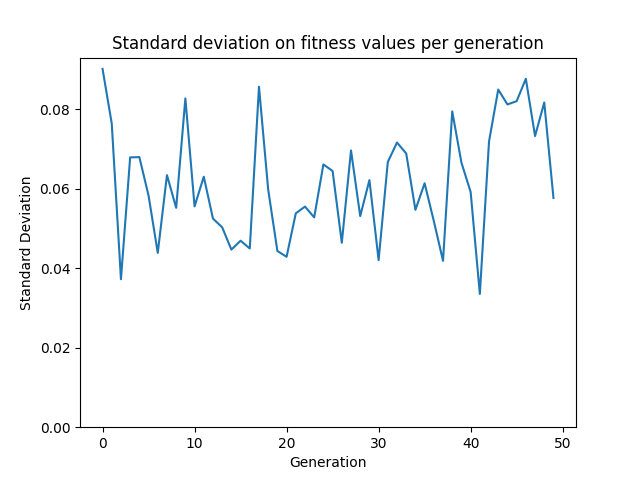 Standard deviation on fitness values per generation
Standard Deviation
0.08
0.06
0.04
0.02
0.00
0 10 20 30 40 50
Generation